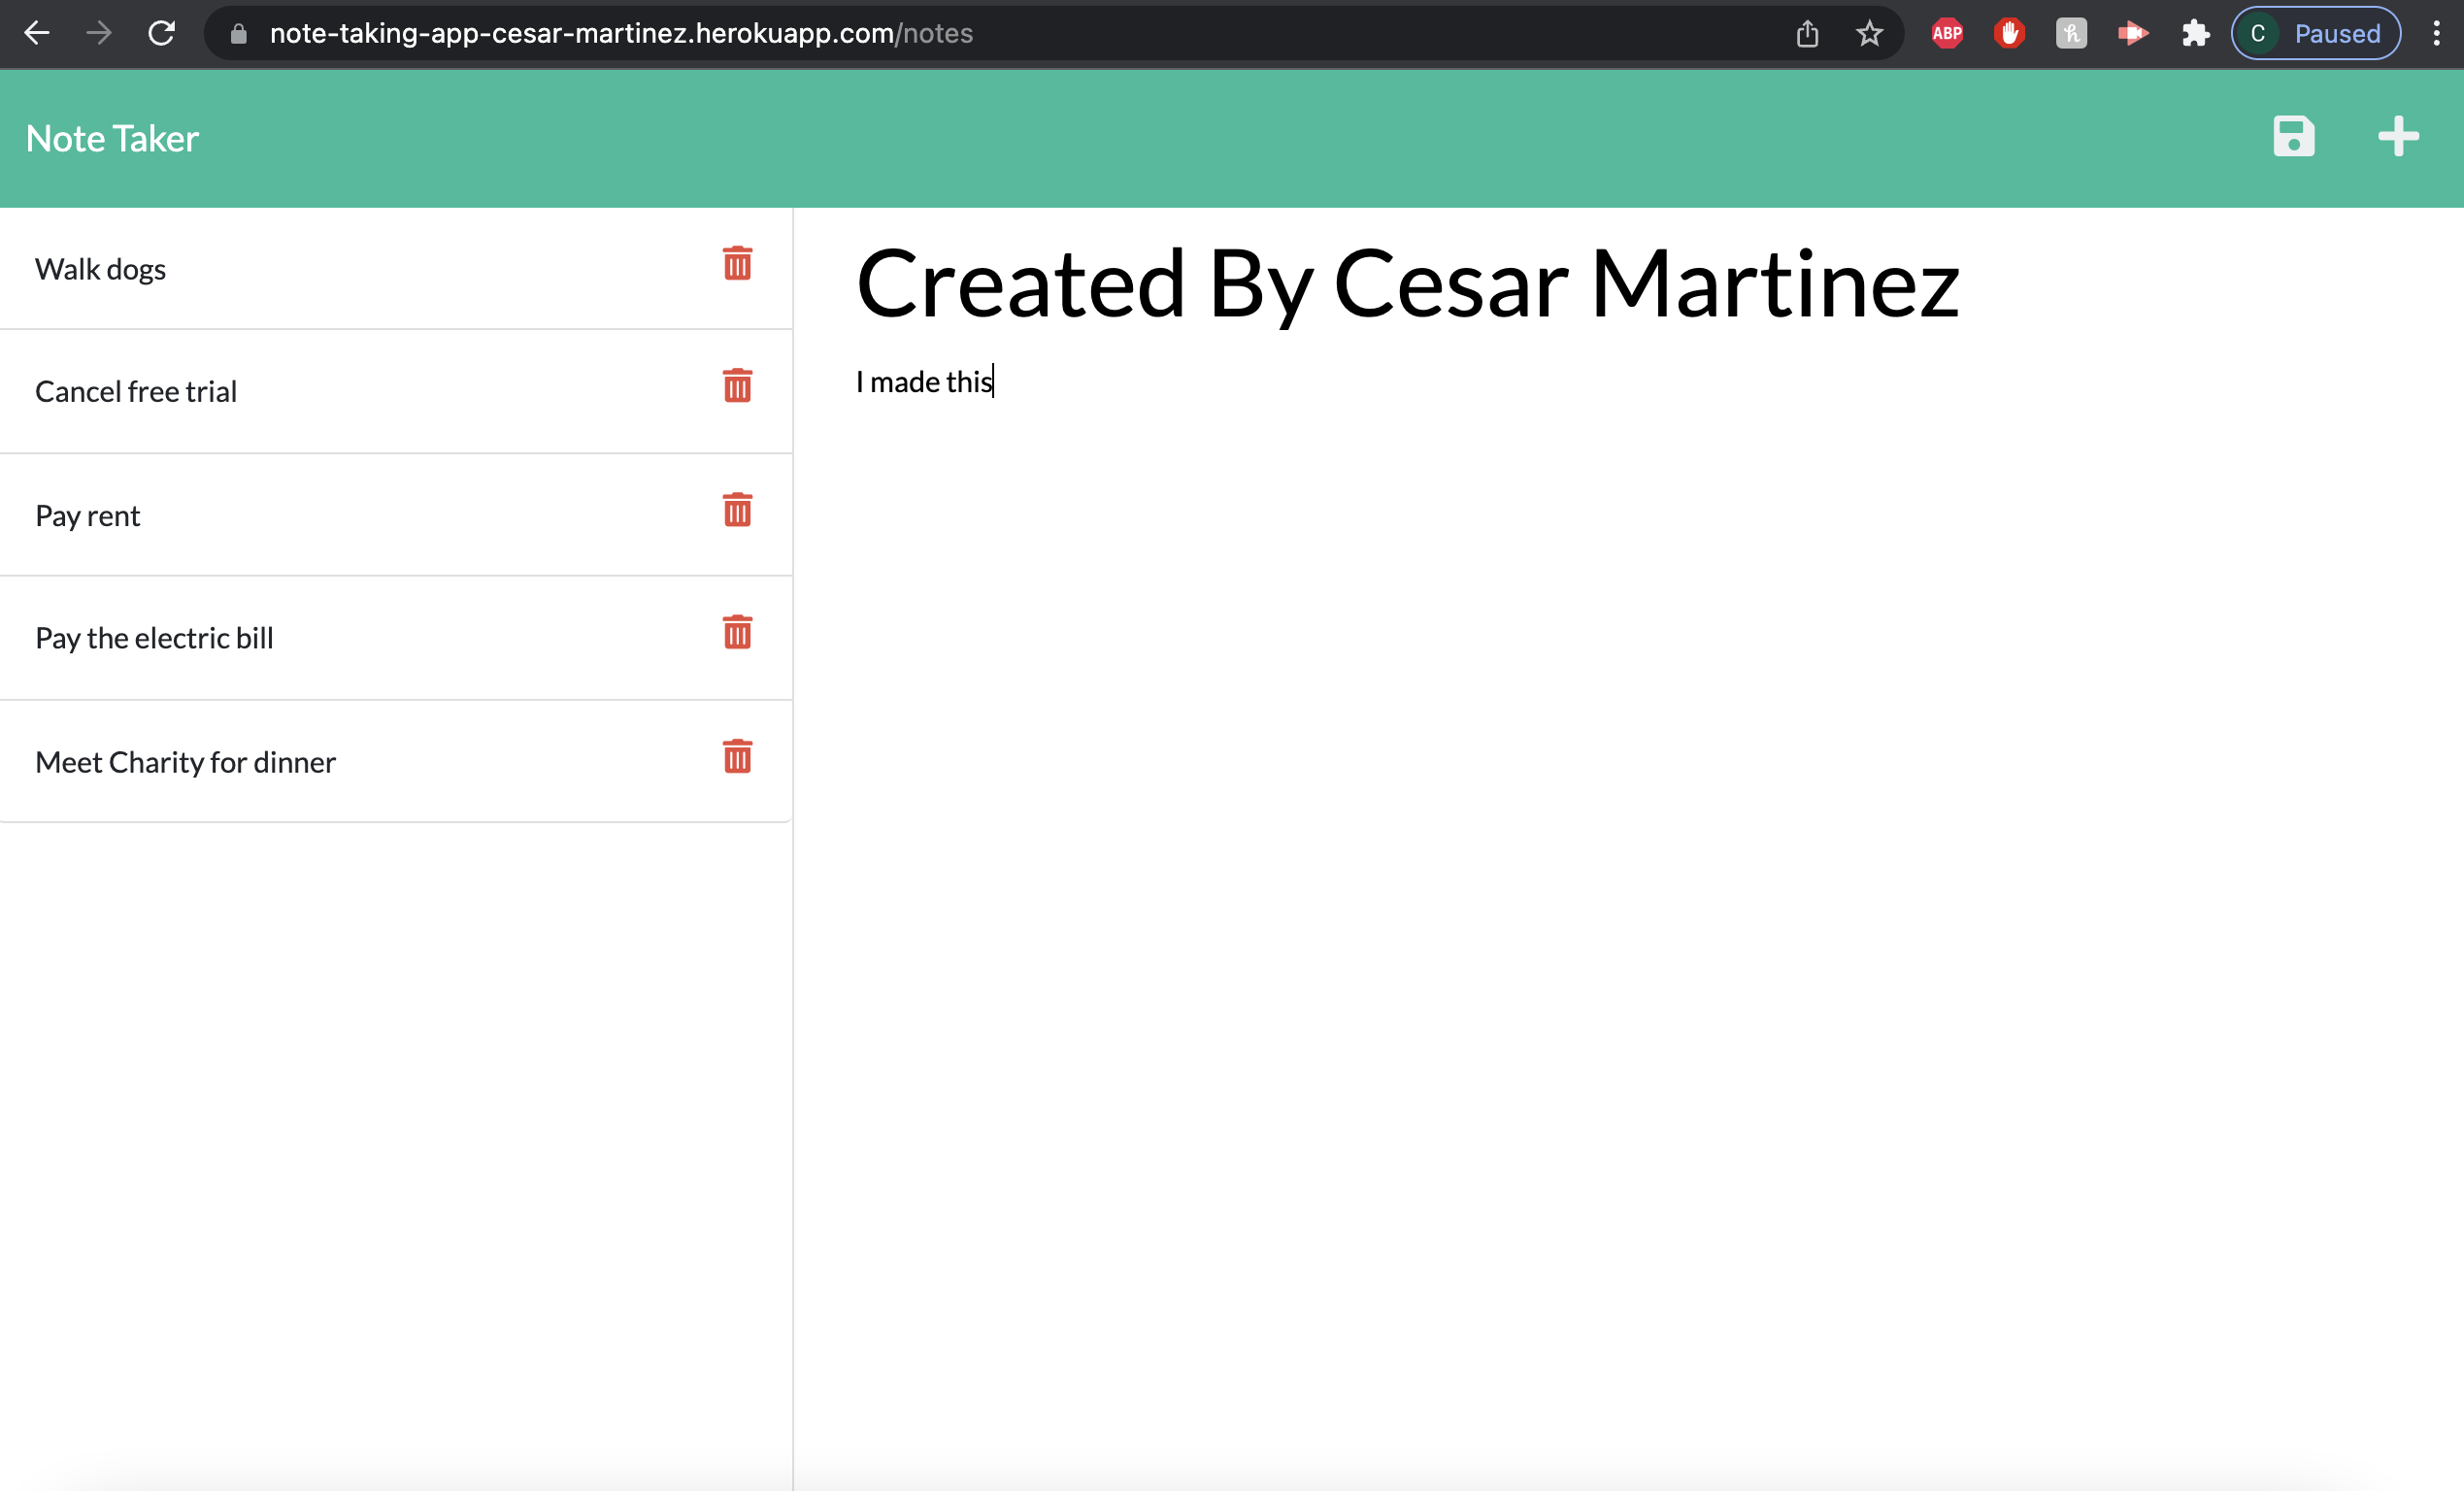 note-taking-app-cesar-martinez.herokuapp.com/notes
ABP
C Paused
Note Taker
Walk dogs
Cancel free trial
Pay rent
Pay the electric bill
Meet Charity for dinner
Created By Cesar Martinez
I made this